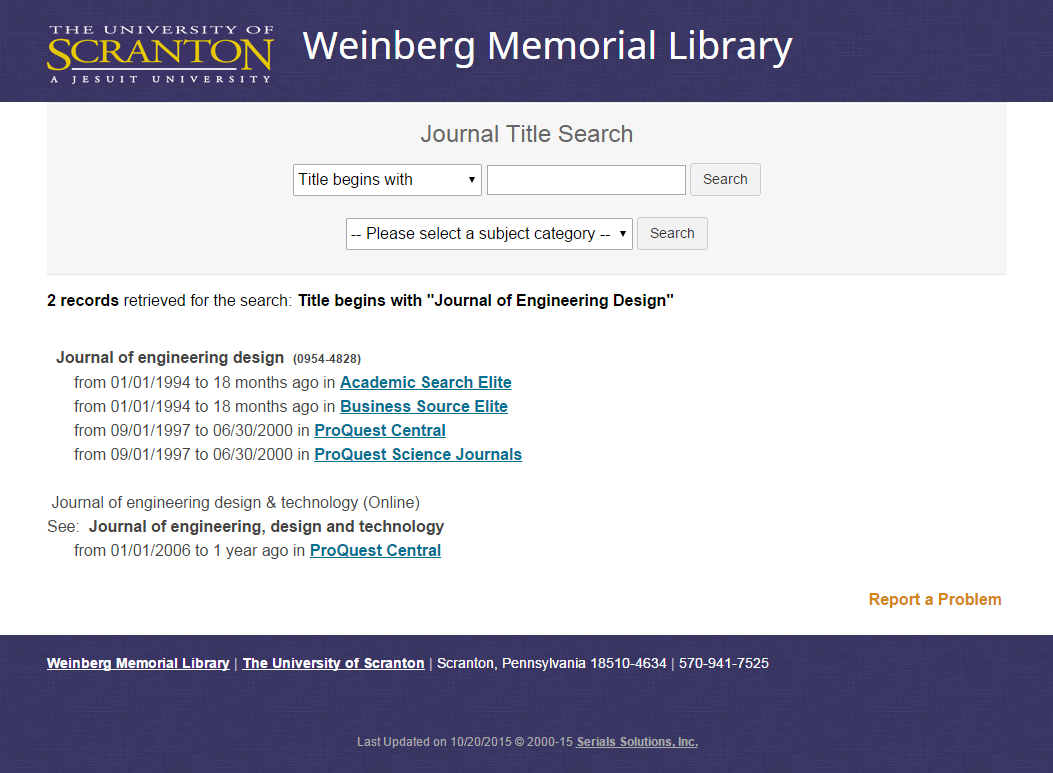 THE UNIVERSITY OF
SCRANTON
A JESUIT UNIVERSITY
Weinberg Memorial Library
Journal Title Search
Title begins with
Search
-- Please select a subject category --
Search
2 records retrieved for the search: Title begins with "Journal of Engineering Design"
Journal of engineering design (0954-4828)
from 01/01/1994 to 18 months ago in Academic Search Elite
from 01/01/1994 to 18 months ago in Business Source Elite
from 09/01/1997 to 06/30/2000 in ProQuest Central
from 09/01/1997 to 06/30/2000 in ProQuest Science Journals
Journal of engineering design & technology (Online)
See: Journal of engineering, design and technology
from 01/01/2006 to 1 year ago in ProQuest Central
Report a Problem
Weinberg Memorial Library | The University of Scranton | Scranton, Pennsylvania 18510-4634 | 570-941-7525
Last Updated on 10/20/2015 © 2000-15 Serials Solutions, Inc.